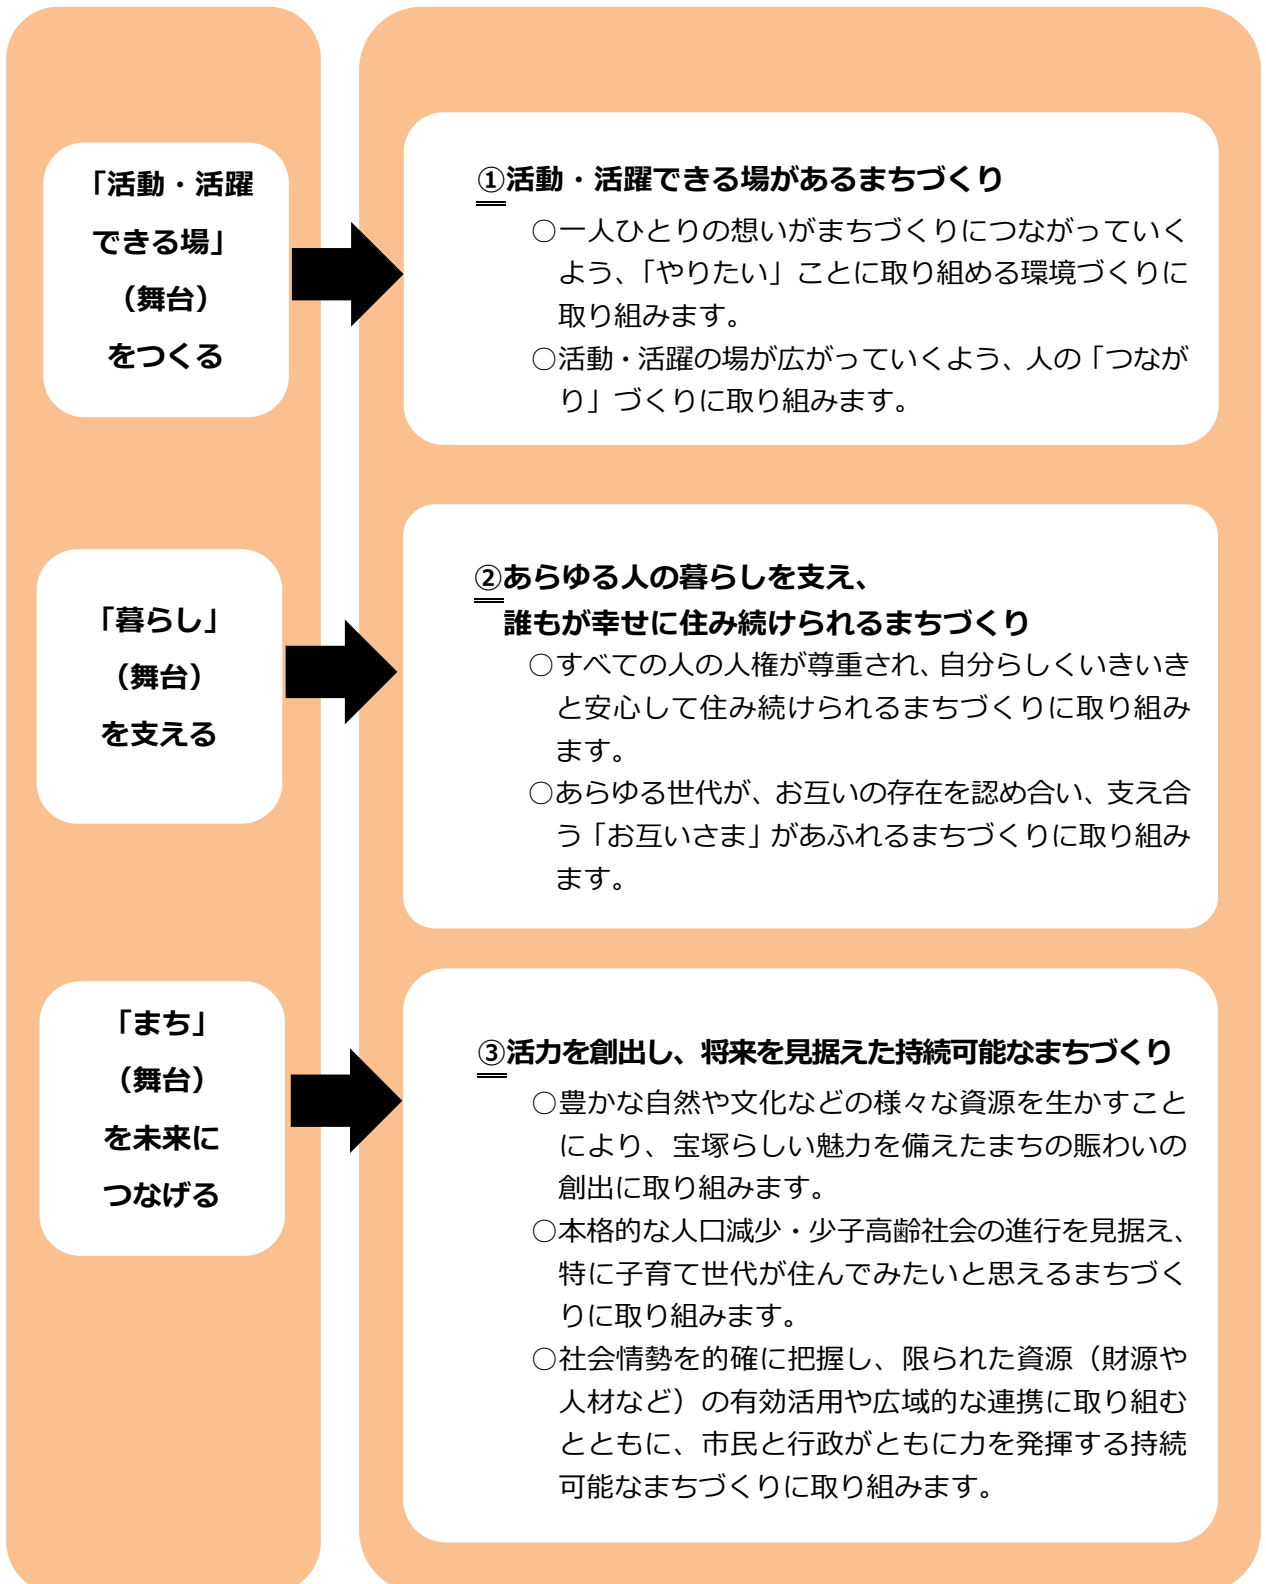 「活動・活躍
できる場」
（舞台）
をつくる
①活動・活躍できる場があるまちづくり
○一人ひとりの想いがまちづくりにつながっていく
よう、「やりたい」ことに取り組める環境づくりに
取り組みます。
○活動・活躍の場が広がっていくよう、人の「つなが
り」づくりに取り組みます。
「暮らし」
（舞台）
を支える
②あらゆる人の暮らしを支え、
誰もが幸せに住み続けられるまちづくり
○すべての人の人権が尊重され、自分らしくいきいき
と安心して住み続けられるまちづくりに取り組み
ます。
○あらゆる世代が、お互いの存在を認め合い、支え合
う「お互いさま」があふれるまちづくりに取り組み
ます。
「まち」
（舞台）
を未来に
つなげる
③活力を創出し、将来を見据えた持続可能なまちづくり
○豊かな自然や文化などの様々な資源を生かすこと
により、宝塚らしい魅力を備えたまちの賑わいの
創出に取り組みます。
○本格的な人口減少・少子高齢社会の進行を見据え、
特に子育て世代が住んでみたいと思えるまちづく
りに取り組みます。
○社会情勢を的確に把握し、限られた資源（財源や
人材など）の有効活用や広域的な連携に取り組む
とともに、市民と行政がともに力を発揮する持続
可能なまちづくりに取り組みます。